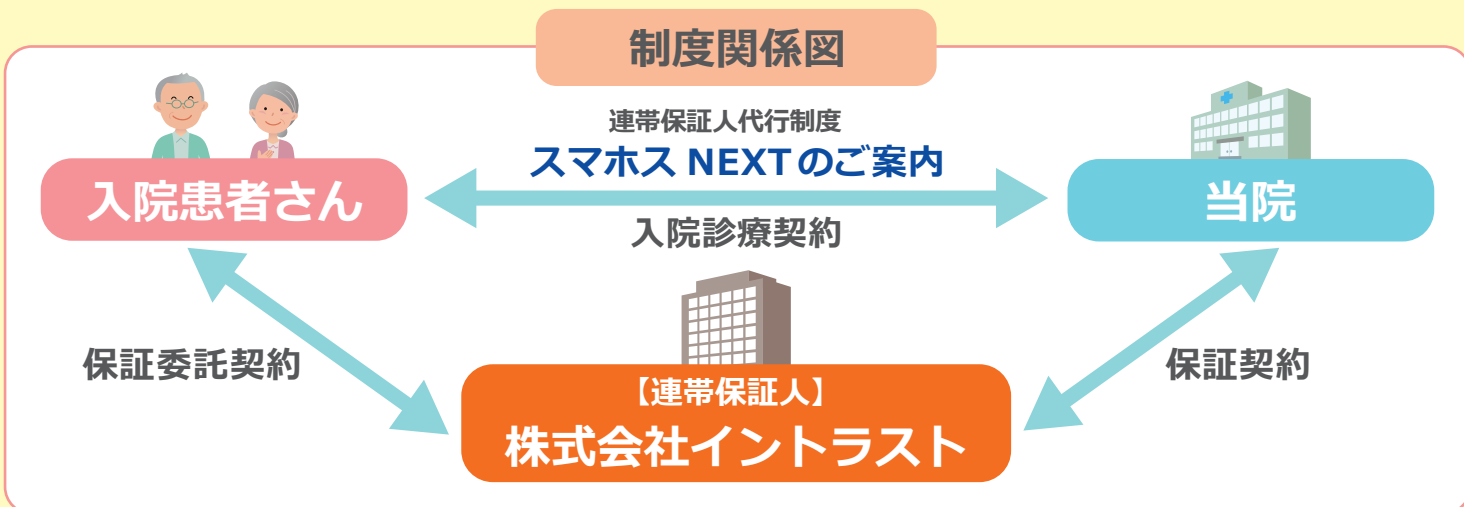 制度関係図
連帯保証人代行制度
スマホス NEXTのご案内
入院患者さん
当院
入院診療契約
保証委託契約
保証契約
【連帯保証人】
株式会社イントラスト